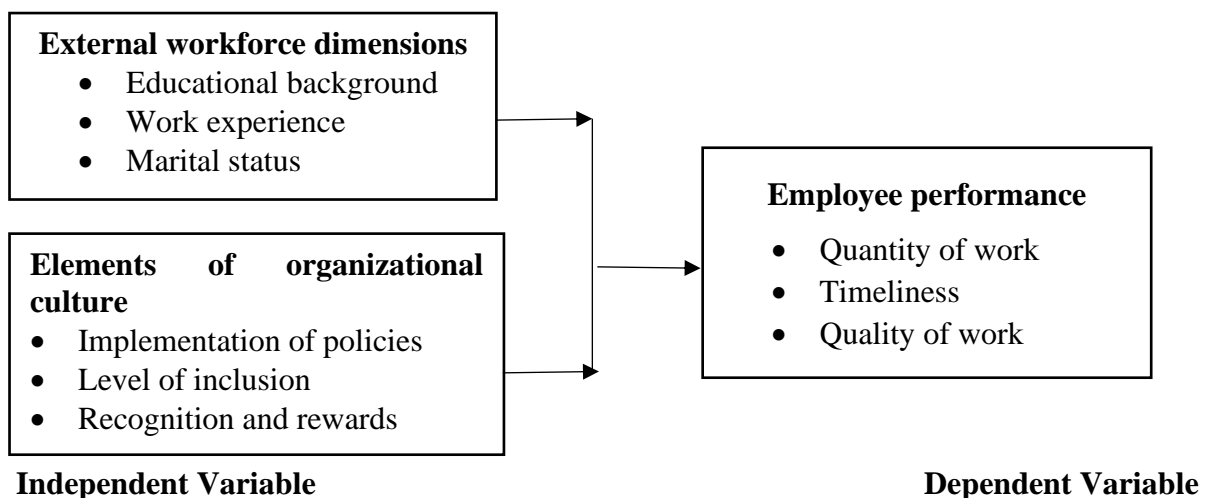 External workforce dimensions
• Educational background
• Work experience
• Marital status
Elements of organizational
culture
• Implementation of policies
• Level of inclusion
• Recognition and rewards
Employee performance
• Quantity of work
• Timeliness
• Quality of work
Independent Variable
Dependent Variable